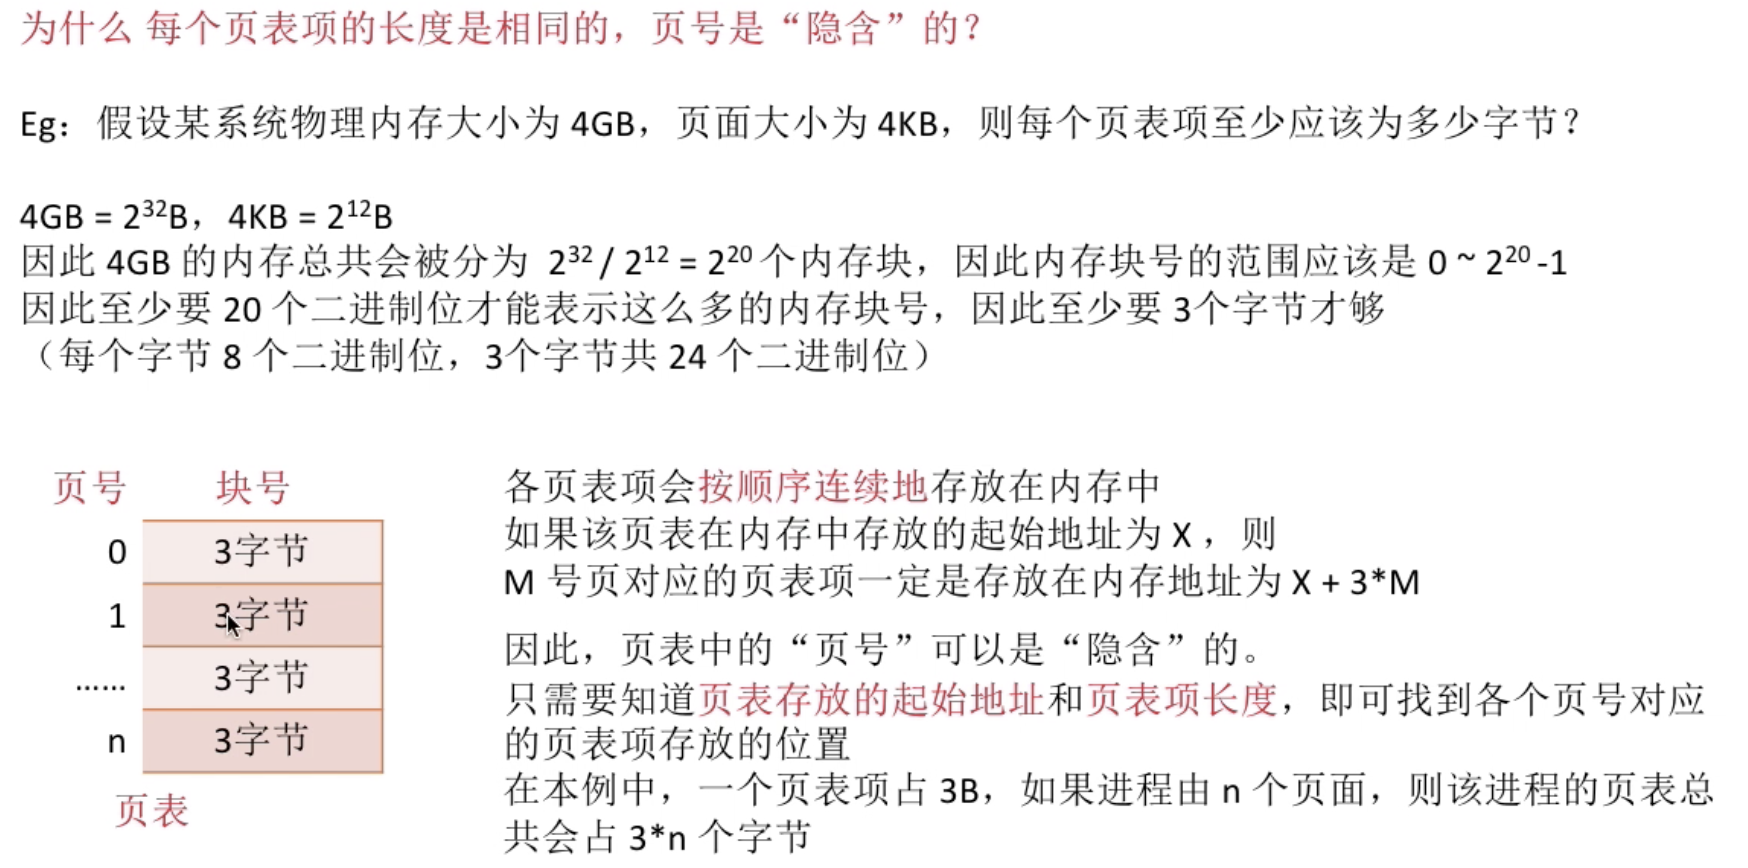 为什么 每个页表项的长度是相同的，页号是“隐含”的？
Eg：假设某系统物理内存大小为 4GB，页面大小为 4KB，则每个页表项至少应该为多少字节？
4GB = 2³²B，4KB = 2¹²B
因此 4GB 的内存总共会被分为 2³² / 2¹² = 2²⁰ 个内存块，因此内存块号的范围应该是 0 ~ 2²⁰ -1
因此至少要 20 个二进制位才能表示这么多的内存块号，因此至少要 3个字节才够
（每个字节 8 个二进制位，3个字节共 24 个二进制位）
页号 块号
0 3字节
1 3字节
…… 3字节
n 3字节
页表
各页表项会按顺序连续地存放在内存中
如果该页表在内存中存放的起始地址为 X ，则
M 号页对应的页表项一定是存放在内存地址为 X + 3*M
因此，页表中的“页号”可以是“隐含”的。
只需要知道页表存放的起始地址和页表项长度，即可找到各个页号对应
的页表项存放的位置
在本例中，一个页表项占 3B，如果进程由 n 个页面，则该进程的页表总
共会占 3*n 个字节